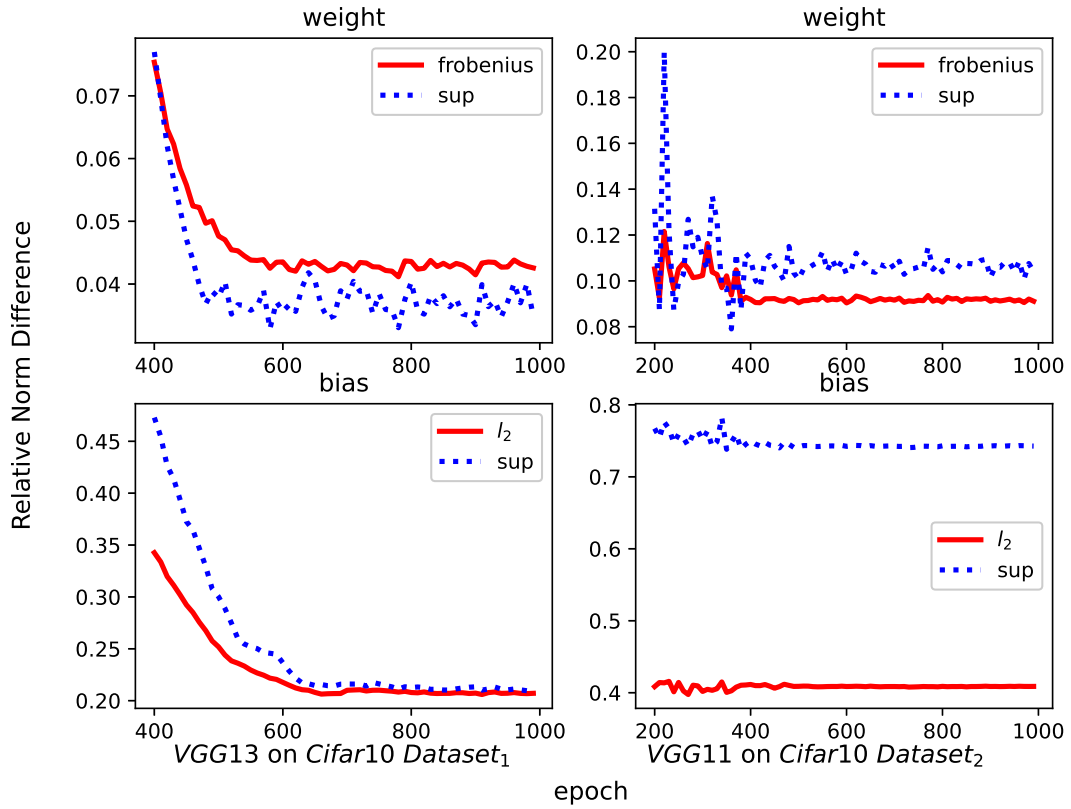 weight
weight
0.07
0.06
0.05
0.04
400
600
800
1000
frobenius
sup
0.20
0.18
0.16
0.14
0.12
0.10
0.08
200
400
600
800
1000
frobenius
sup
Relative Norm Difference
bias
bias
0.45
0.40
0.35
0.30
0.25
0.20
400
600
800
1000
l₂
sup
0.8
0.7
0.6
0.5
0.4
200
400
600
800
1000
l₂
sup
VGG13 on Cifar10 Dataset₁
VGG11 on Cifar10 Dataset₂
epoch